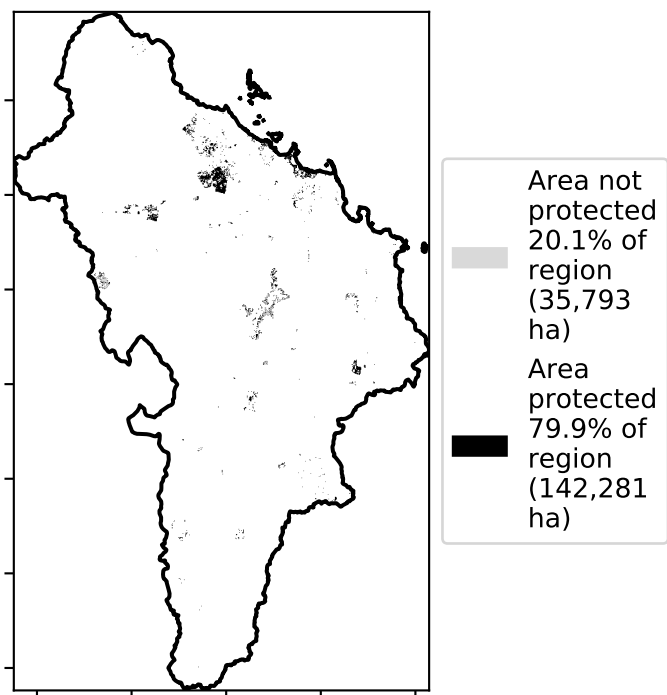 Area not
protected
20.1% of
region
(35,793
ha)
Area
protected
79.9% of
region
(142,281
ha)